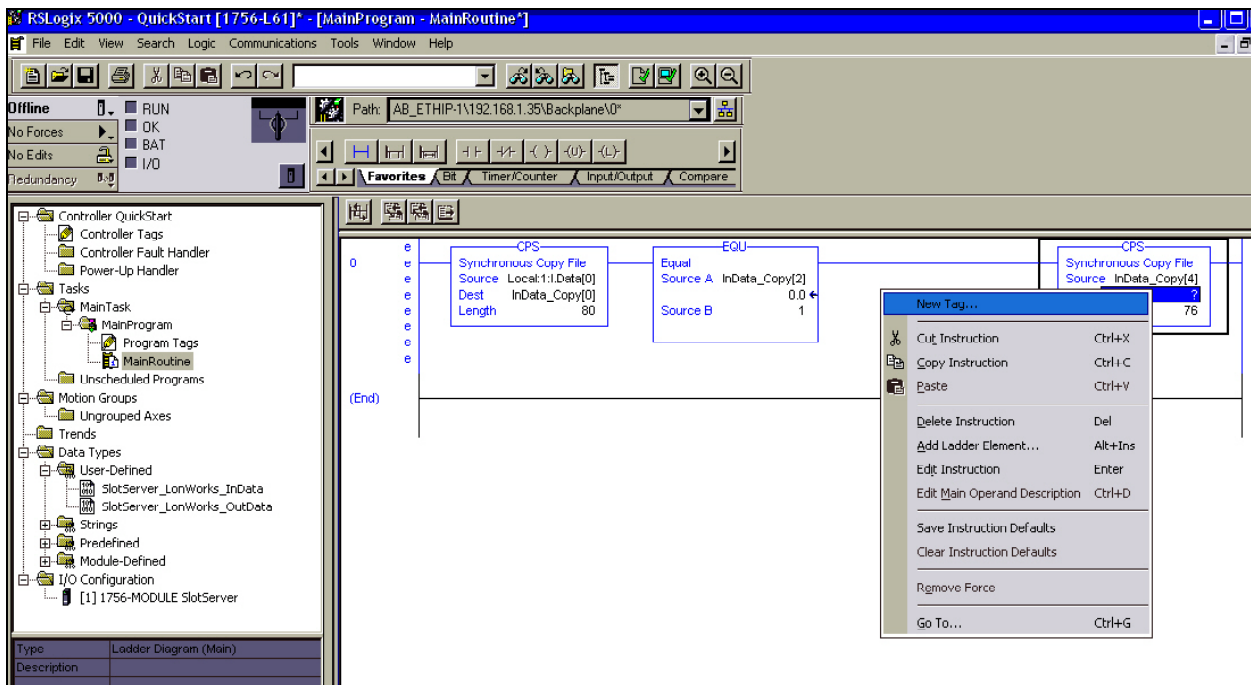 RSLogix 5000 - QuickStart [1756-L61]* - [MainProgram - MainRoutine*]
File Edit View Search Logic Communications Tools Window Help
Offline
RUN
No Forces
OK
No Edits
BAT
Redundancy
I/O
Path: AB_ETHIP-1\192.168.1.35\Backplane\0*
Favorites Bit Timer/Counter Input/Output Compare
Controller QuickStart
Controller Tags
Controller Fault Handler
Power-Up Handler
Tasks
MainTask
MainProgram
Program Tags
MainRoutine
Unscheduled Programs
Motion Groups
Ungrouped Axes
Trends
Data Types
User-Defined
SlotServer_LonWorks_InData
SlotServer_LonWorks_OutData
Strings
Predefined
Module-Defined
I/O Configuration
[1] 1756-MODULE SlotServer
Type Ladder Diagram (Main)
Description
0
e
e
e
e
e
e
e
e
(End)
CPS
Synchronous Copy File
Source Local:1:I.Data[0]
Dest InData_Copy[0]
Length 80
EQU
Equal
Source A InData_Copy[2]
0.0
Source B 1
CPS
Synchronous Copy File
Source InData_Copy[4]
?
76
New Tag...
Cut Instruction Ctrl+X
Copy Instruction Ctrl+C
Paste Ctrl+V
Delete Instruction Del
Add Ladder Element... Alt+Ins
Edit Instruction Enter
Edit Main Operand Description Ctrl+D
Save Instruction Defaults
Clear Instruction Defaults
Remove Force
Go To... Ctrl+G